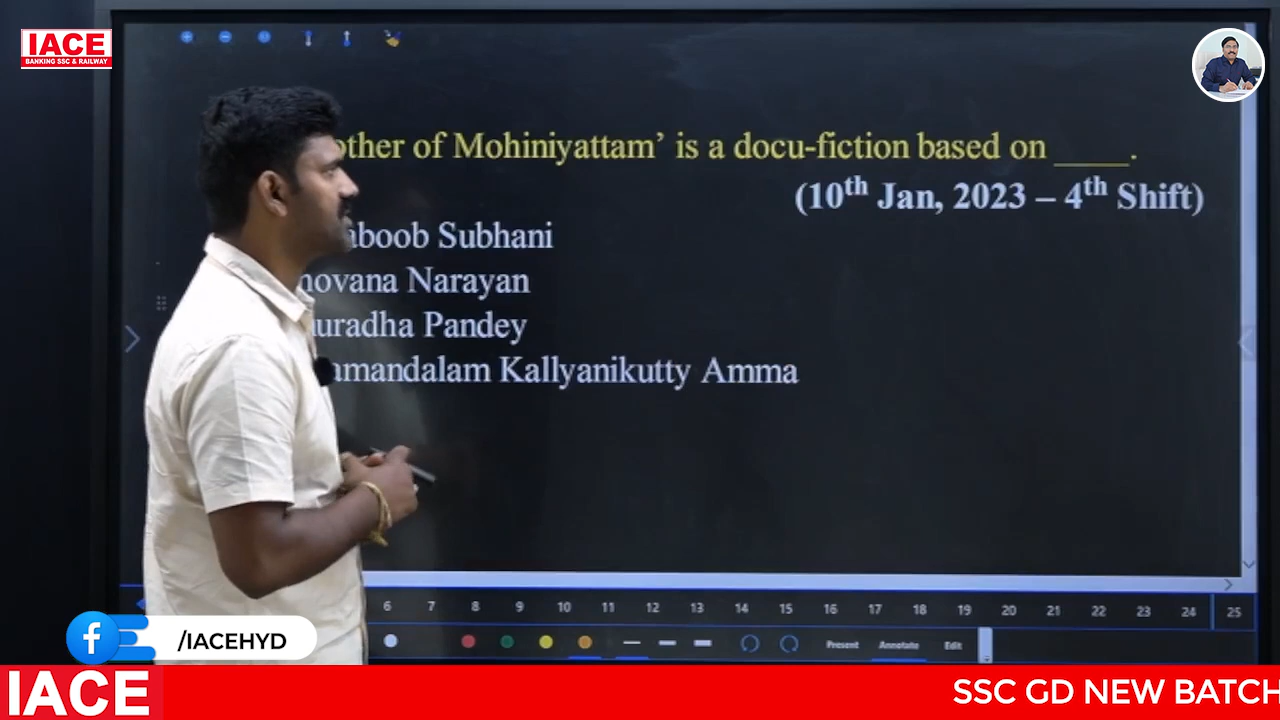 IACE
BANKING SSC & RAILWAY
other of Mohiniyattam’ is a docu-fiction based on ____.
(10th Jan, 2023 – 4th Shift)
aboob Subhani
hovana Narayan
uradha Pandey
amandalam Kallyanikutty Amma
6 7 8 9 10 11 12 13 14 15 16 17 18 19 20 21 22 23 24 25
Present Annotate Edit
f /IACEHYD
IACE
SSC GD NEW BATCH